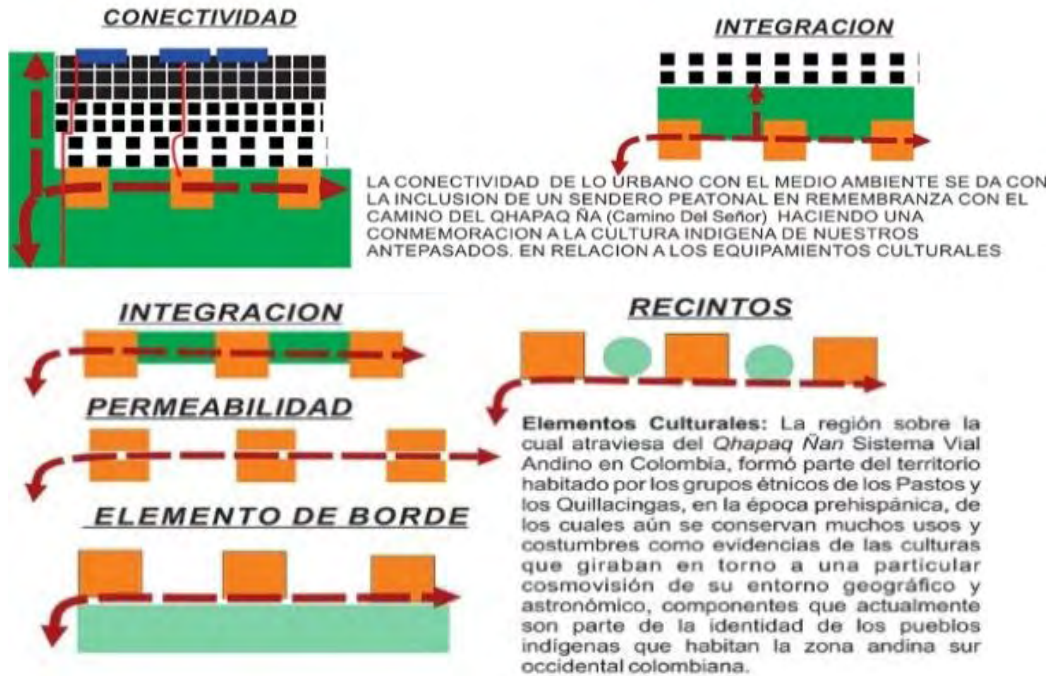 CONECTIVIDAD
INTEGRACION
LA CONECTIVIDAD DE LO URBANO CON EL MEDIO AMBIENTE SE DA CON
LA INCLUSION DE UN SENDERO PEATONAL EN REMEMBRANZA CON EL
CAMINO DEL QHAPAQ ÑA (Camino Del Señor) HACIENDO UNA
CONMEMORACION A LA CULTURA INDIGENA DE NUESTROS
ANTEPASADOS. EN RELACION A LOS EQUIPAMIENTOS CULTURALES
INTEGRACION
PERMEABILIDAD
ELEMENTO DE BORDE
RECINTOS
Elementos Culturales: La región sobre la
cual atraviesa del Qhapaq Ñan Sistema Vial
Andino en Colombia, formó parte del territorio
habitado por los grupos étnicos de los Pastos y
los Quillacingas, en la época prehispánica, de
los cuales aún se conservan muchos usos y
costumbres como evidencias de las culturas
que giraban en torno a una particular
cosmovisión de su entorno geográfico y
astronómico, componentes que actualmente
son parte de la identidad de los pueblos
indígenas que habitan la zona andina sur
occidental colombiana.